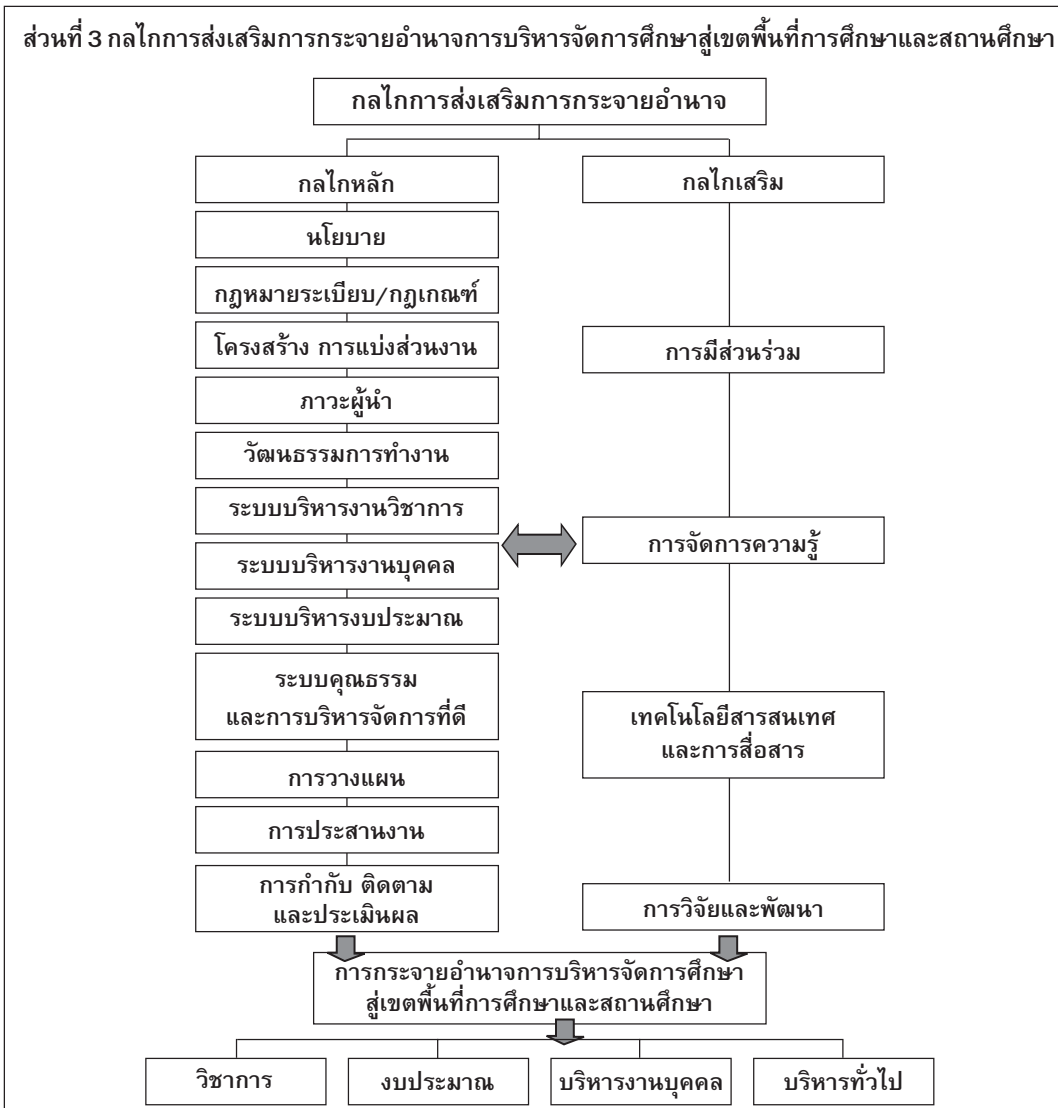 ส่วนที่ 3 กลไกการส่งเสริมการกระจายอำนาจการบริหารจัดการศึกษาสู่เขตพื้นที่การศึกษาและสถานศึกษา
กลไกการส่งเสริมการกระจายอำนาจ
กลไกหลัก
นโยบาย
กฎหมายระเบียบ/กฎเกณฑ์
โครงสร้าง การแบ่งส่วนงาน
ภาวะผู้นำ
วัฒนธรรมการทำงาน
ระบบบริหารงานวิชาการ
ระบบบริหารงานบุคคล
ระบบบริหารงบประมาณ
ระบบคุณธรรม
และการบริหารจัดการที่ดี
การวางแผน
การประสานงาน
การกำกับ ติดตาม
และประเมินผล
กลไกเสริม
การมีส่วนร่วม
การจัดการความรู้
เทคโนโลยีสารสนเทศ
และการสื่อสาร
การวิจัยและพัฒนา
การกระจายอำนาจการบริหารจัดการศึกษา
สู่เขตพื้นที่การศึกษาและสถานศึกษา
วิชาการ
งบประมาณ
บริหารงานบุคคล
บริหารทั่วไป